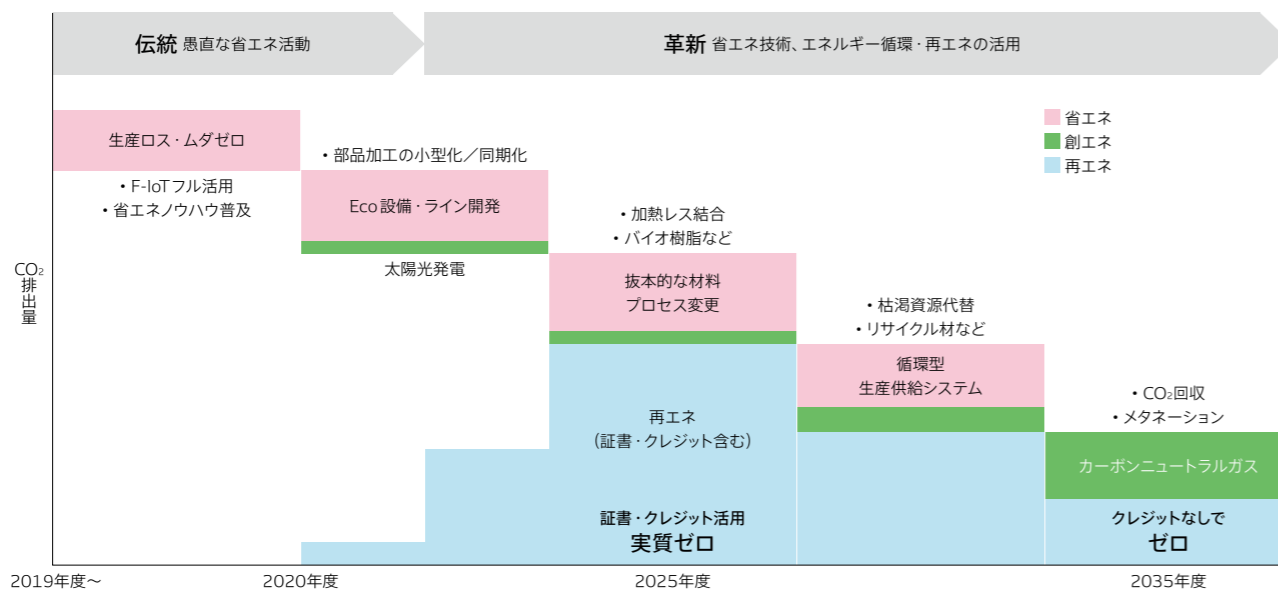 伝統 愚直な省エネ活動
革新 省エネ技術、エネルギー循環・再エネの活用
省エネ
創エネ
再エネ
生産ロス・ムダゼロ
・F-IoTフル活用
・省エネノウハウ普及
・部品加工の小型化／同期化
Eco設備・ライン開発
太陽光発電
・加熱レス結合
・バイオ樹脂など
抜本的な材料
プロセス変更
再エネ
（証書・クレジット含む）
証書・クレジット活用
実質ゼロ
・枯渇資源代替
・リサイクル材など
循環型
生産供給システム
・CO₂回収
・メタネーション
カーボンニュートラルガス
クレジットなしで
ゼロ
CO₂
排出量
2019年度～
2020年度
2025年度
2035年度